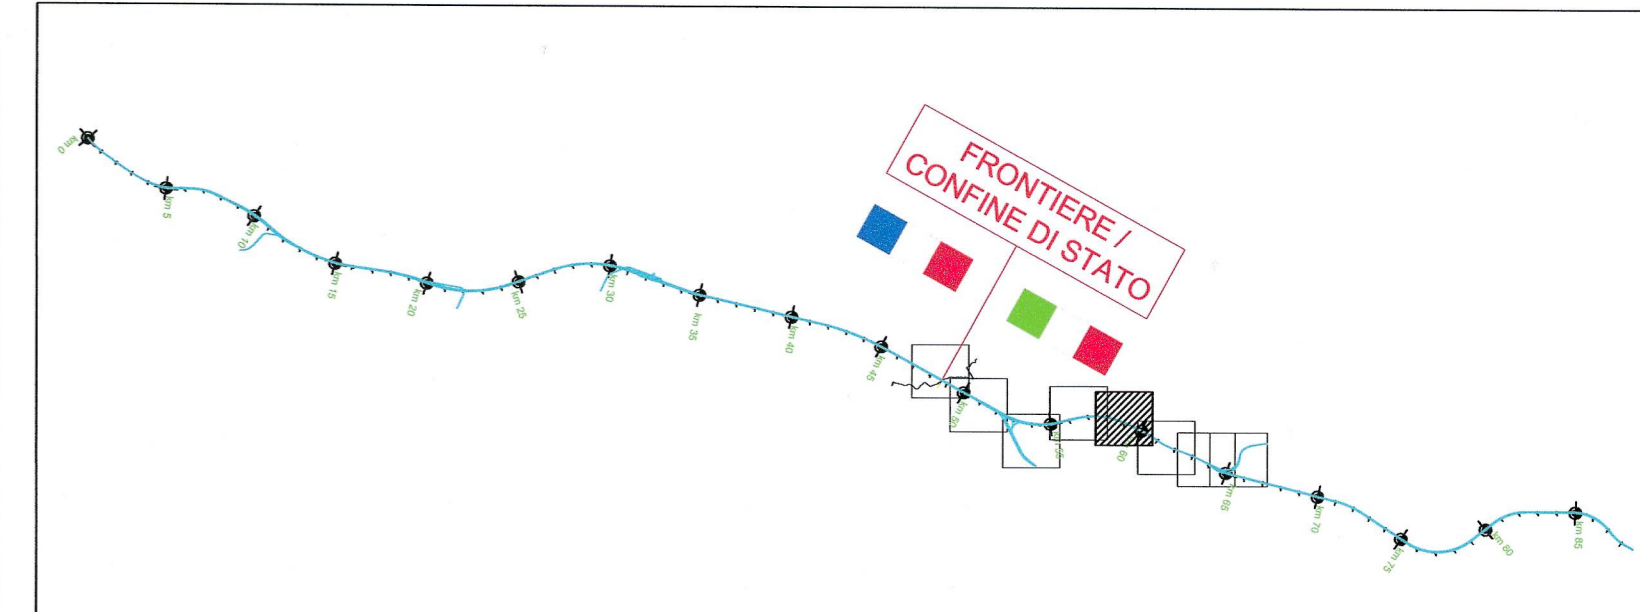 FRONTIERE /
CONFINE DI STATO
km 0
km 5
km 10
km 15
km 20
km 25
km 30
km 35
km 40
km 45
km 50
60
km 65
km 70
km 75
km 80
km 85